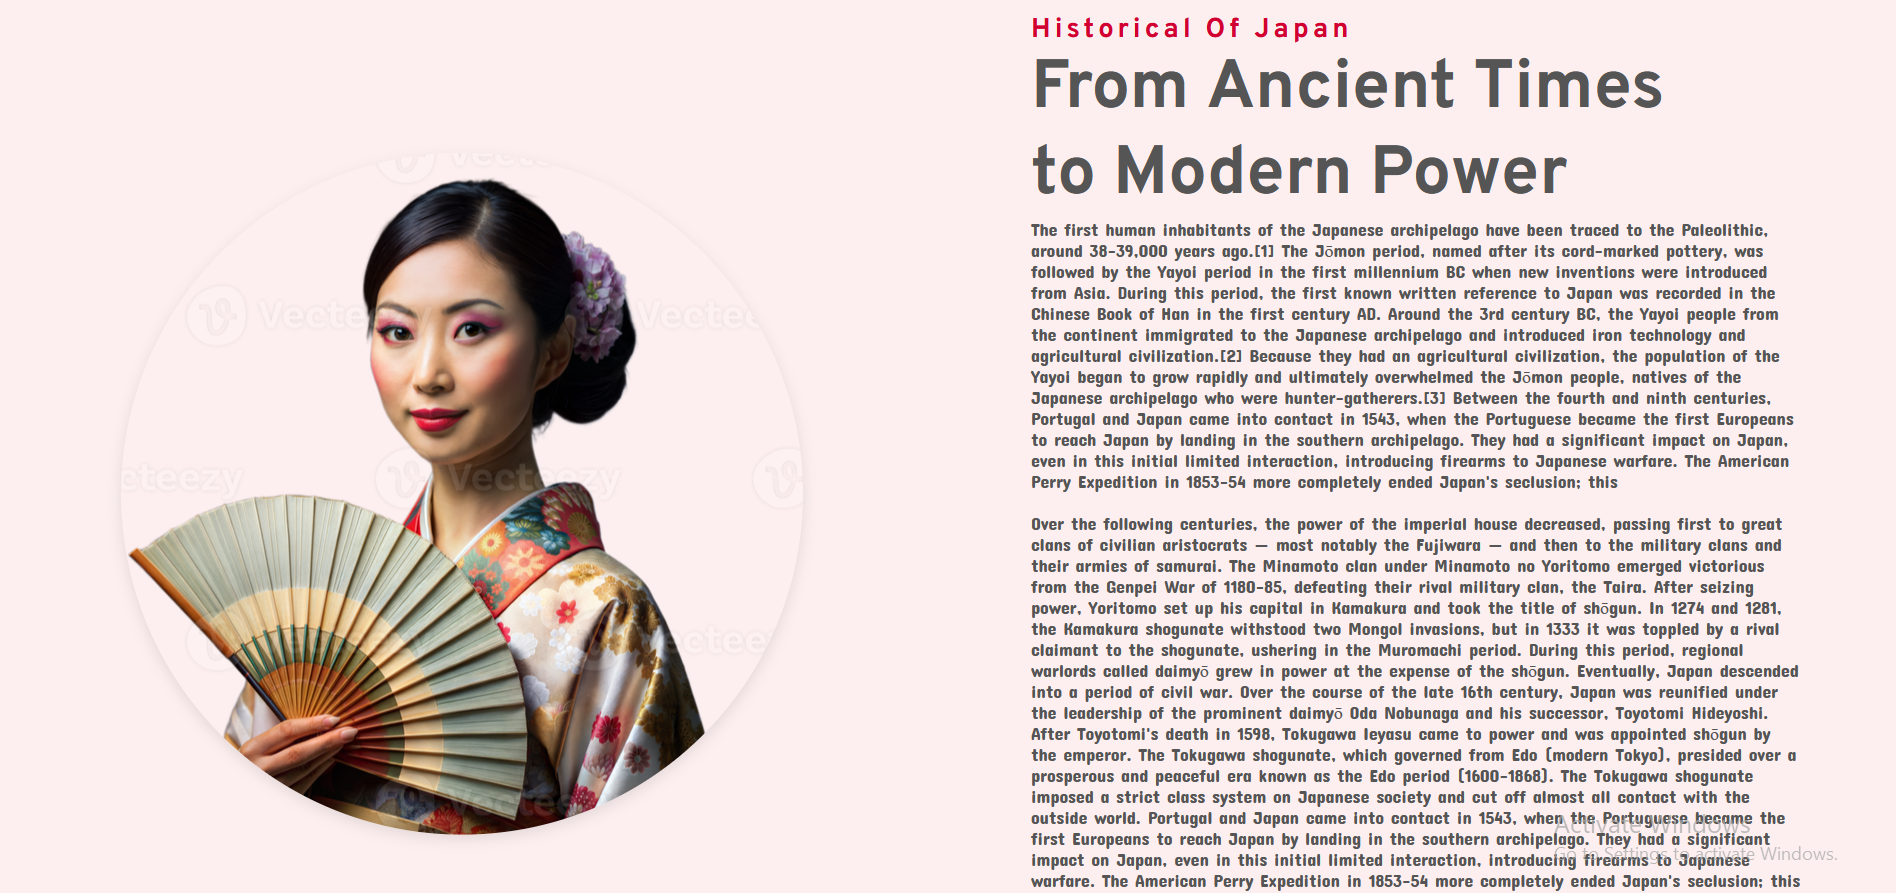 Historical Of Japan
From Ancient Times
to Modern Power
The first human inhabitants of the Japanese archipelago have been traced to the Paleolithic,
around 38-39,000 years ago.[1] The Jōmon period, named after its cord-marked pottery, was
followed by the Yayoi period in the first millennium BC when new inventions were introduced
from Asia. During this period, the first known written reference to Japan was recorded in the
Chinese Book of Han in the first century AD. Around the 3rd century BC, the Yayoi people from
the continent immigrated to the Japanese archipelago and introduced iron technology and
agricultural civilization.[2] Because they had an agricultural civilization, the population of the
Yayoi began to grow rapidly and ultimately overwhelmed the Jōmon people, natives of the
Japanese archipelago who were hunter-gatherers.[3] Between the fourth and ninth centuries,
Portugal and Japan came into contact in 1543, when the Portuguese became the first Europeans
to reach Japan by landing in the southern archipelago. They had a significant impact on Japan,
even in this initial limited interaction, introducing firearms to Japanese warfare. The American
Perry Expedition in 1853-54 more completely ended Japan's seclusion; this
Over the following centuries, the power of the imperial house decreased, passing first to great
clans of civilian aristocrats — most notably the Fujiwara — and then to the military clans and
their armies of samurai. The Minamoto clan under Minamoto no Yoritomo emerged victorious
from the Genpei War of 1180-85, defeating their rival military clan, the Taira. After seizing
power, Yoritomo set up his capital in Kamakura and took the title of shōgun. In 1274 and 1281,
the Kamakura shogunate withstood two Mongol invasions, but in 1333 it was toppled by a rival
claimant to the shogunate, ushering in the Muromachi period. During this period, regional
warlords called daimyō grew in power at the expense of the shōgun. Eventually, Japan descended
into a period of civil war. Over the course of the late 16th century, Japan was reunified under
the leadership of the prominent daimyō Oda Nobunaga and his successor, Toyotomi Hideyoshi.
After Toyotomi's death in 1598, Tokugawa Ieyasu came to power and was appointed shōgun by
the emperor. The Tokugawa shogunate, which governed from Edo (modern Tokyo), presided over a
prosperous and peaceful era known as the Edo period (1600-1868). The Tokugawa shogunate
imposed a strict class system on Japanese society and cut off almost all contact with the
outside world. Portugal and Japan came into contact in 1543, when the Portuguese became the
first Europeans to reach Japan by landing in the southern archipelago. They had a significant
impact on Japan, even in this initial limited interaction, introducing firearms to Japanese
warfare. The American Perry Expedition in 1853-54 more completely ended Japan's seclusion; this
Activate Windows
Go to Settings to activate Windows.
Vecteezy
Vecteezy